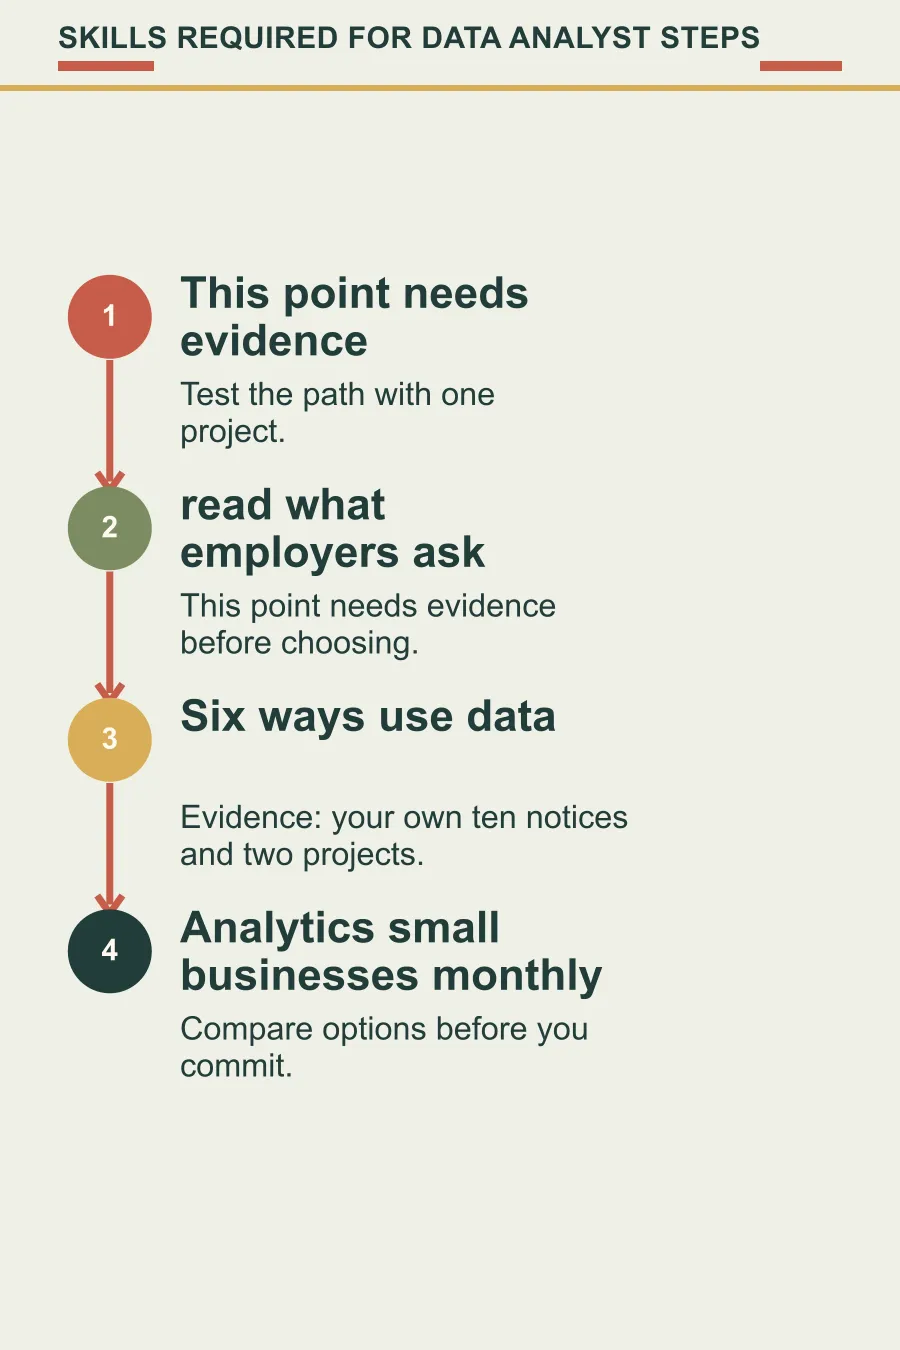 SKILLS REQUIRED FOR DATA ANALYST STEPS
1
This point needs
evidence
Test the path with one
project.
2
read what
employers ask
This point needs evidence
before choosing.
3
Six ways use data
Evidence: your own ten notices
and two projects.
4
Analytics small
businesses monthly
Compare options before you
commit.